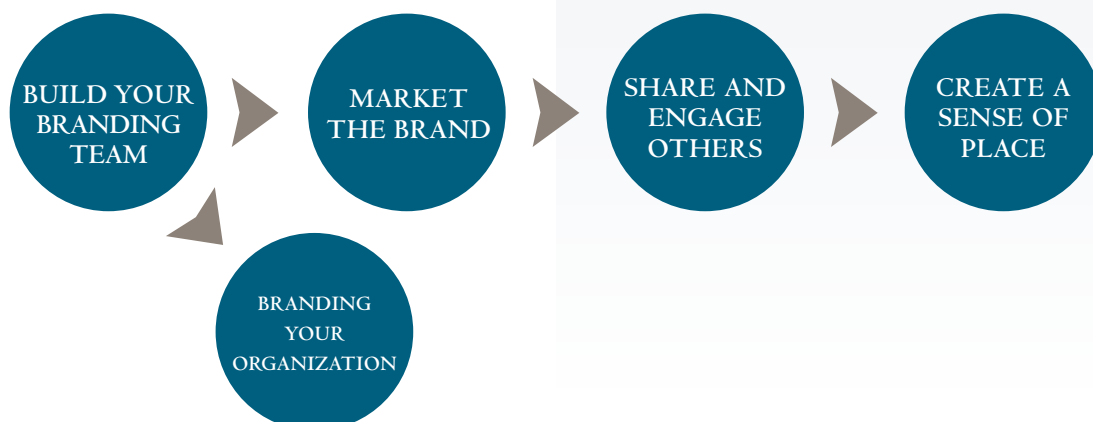 BUILD YOUR
BRANDING
TEAM
MARKET
THE BRAND
SHARE AND
ENGAGE
OTHERS
CREATE A
SENSE OF
PLACE
BRANDING
YOUR
ORGANIZATION